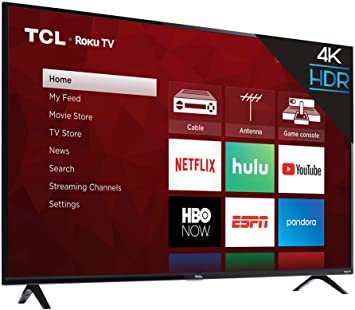 TCL • Roku TV
4K
HDR
Home
My Feed
Movie Store
TV Store
News
Search
Streaming Channels
Settings
Cable
Antenna
Game console
NETFLIX
hulu
YouTube
HBO
NOW
ESPN
pandora
TCL